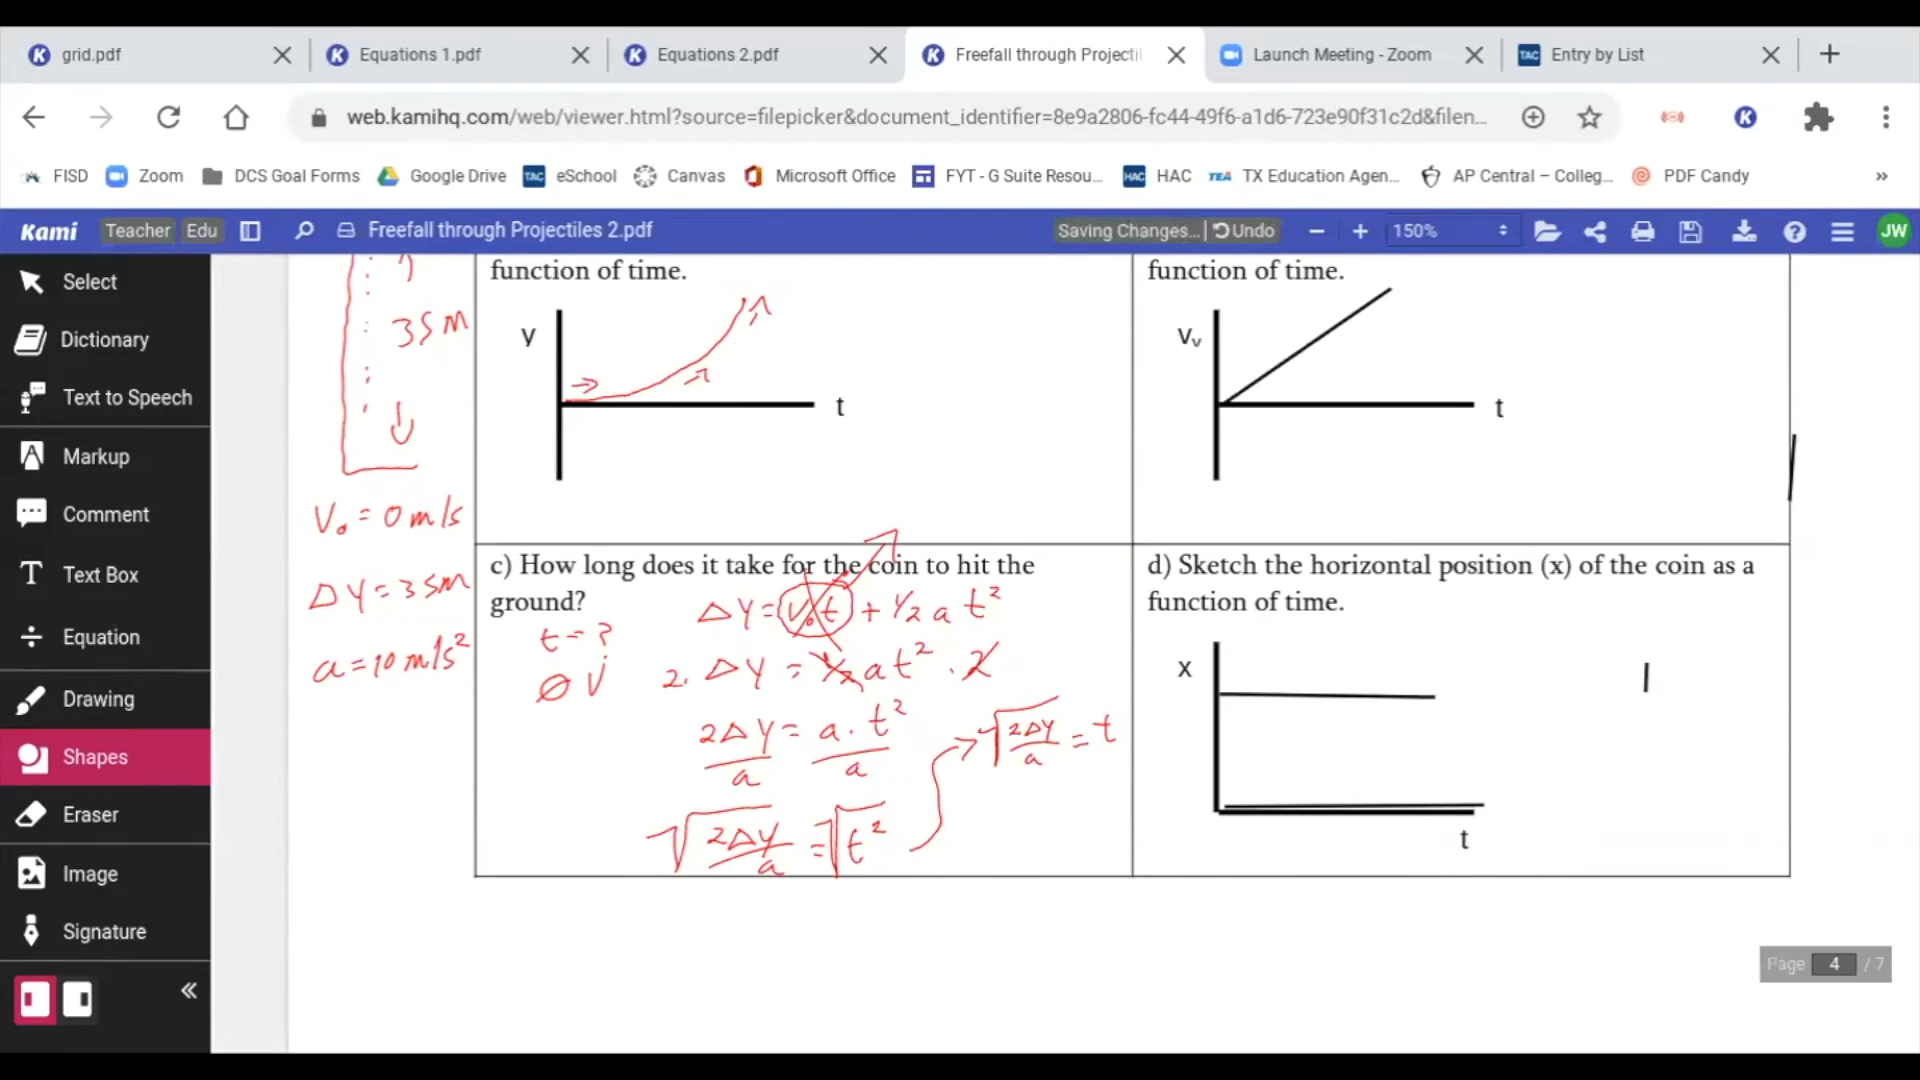 grid.pdf
Equations 1.pdf
Equations 2.pdf
Freefall through Projectil
Launch Meeting - Zoom
TAC Entry by List
web.kamihq.com/web/viewer.html?source=filepicker&document_identifier=8e9a2806-fc44-49f6-a1d6-723e90f31c2d&filen...
FISD
Zoom
DCS Goal Forms
Google Drive
TAC eSchool
Canvas
Microsoft Office
FYT - G Suite Resou...
HAC HAC
TEA TX Education Agen...
AP Central – Colleg...
PDF Candy
»
Kami Teacher Edu
Freefall through Projectiles 2.pdf
Saving Changes... | Undo
150%
JW
Select
Dictionary
Text to Speech
Markup
Comment
Text Box
Equation
Drawing
Shapes
Eraser
Image
Signature
35 m
V₀ = 0 m/s
ΔY = 35m
a = 10 m/s²
function of time.
y
t
function of time.
Vᵥ
t
c) How long does it take for the coin to hit the
ground?
t = ?
ΔY = V₀t + 1/2 a t²
2. ΔY = 1/2 a t² . 2
2ΔY = a . t²
a a
√2ΔY/a = √t²
√2ΔY/a = t
d) Sketch the horizontal position (x) of the coin as a
function of time.
x
t
Page 4 / 7